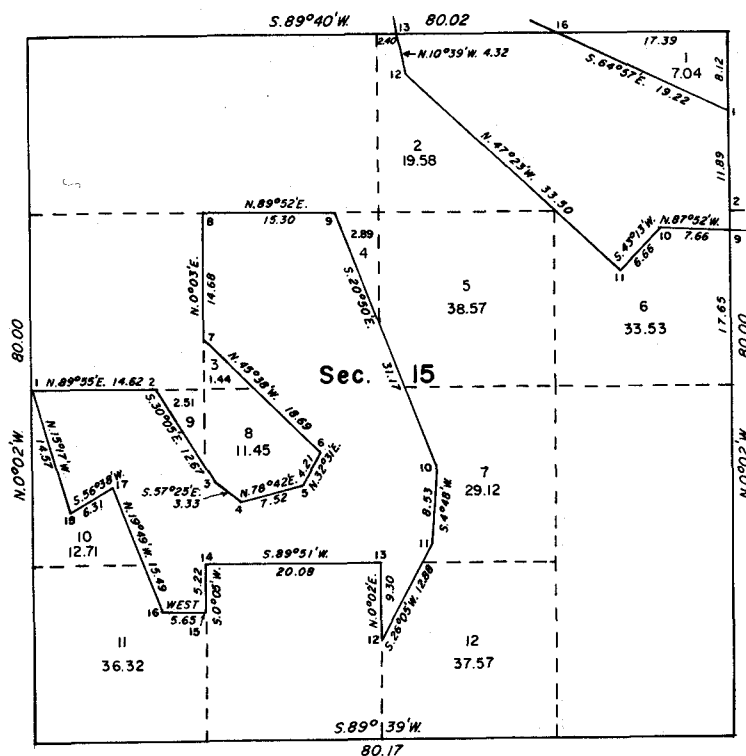 S. 89° 40' W. 80.02
13
16
2.40
N. 10° 39' W. 4.32
12
17.39
1
7.04
8.12
S. 64° 57' E. 19.22
1
2
19.58
N. 47° 23' W. 33.50
11.89
2
N. 89° 52' E.
8
15.30
9
2.89
4
N. 87° 52' W.
10
7.66
9
S. 43° 13' W.
6.66
11
5
38.57
6
33.53
17.65
N. 0° 03' E.
14.68
S. 20° 50' E.
31.17
7
3
1.44
N. 45° 38' W. 18.69
80.00
80.00
Sec. 15
1
N. 89° 55' E. 14.62
2
2.51
9
S. 30° 05' E. 12.67
8
11.45
6
N. 32° 31' E.
4.21
N. 15° 17' W.
14.57
S. 56° 38' W.
6.31
17
18
3
S. 57° 25' E.
3.33
4
N. 78° 42' E.
7.52
5
10
7
29.12
8.53
S. 4° 48' W.
N. 0° 02' W.
N. 0° 02' W.
10
12.71
N. 19° 49' W. 15.49
11
14
S. 89° 51' W.
20.08
13
5.22
S. 0° 05' W.
N. 0° 02' E.
9.30
S. 26° 05' W. 12.88
16
WEST
5.65
15
12
11
36.32
12
37.57
S. 89° 39' W.
80.17